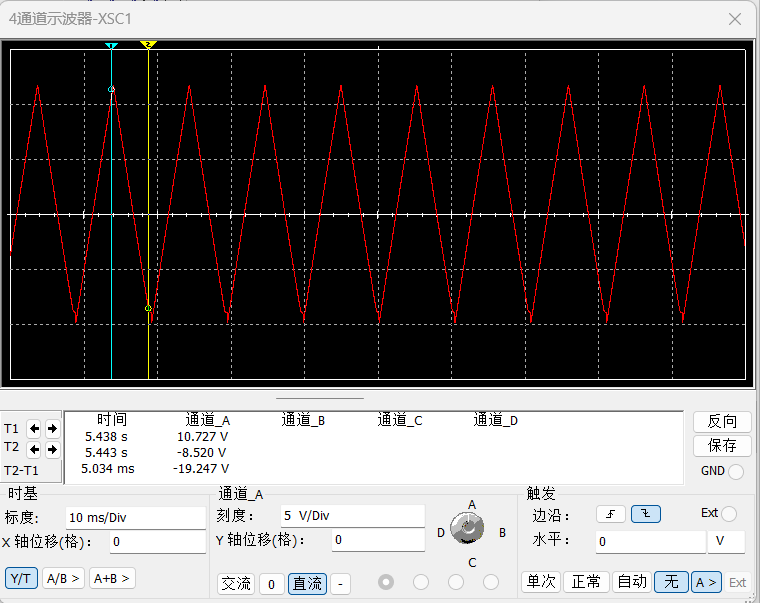 4通道示波器-XSC1
1 2
时间 通道_A 通道_B 通道_C 通道_D
T1 5.438 s 10.727 V
T2 5.443 s -8.520 V
T2-T1 5.034 ms -19.247 V
反向
保存
GND
时基 通道_A 触发
标度: 10 ms/Div 刻度: 5 V/Div A 边沿: Ext
X 轴位移(格): 0 Y 轴位移(格): 0 D B 水平: 0 V
C
Y/T A/B > A+B > 交流 0 直流 - 单次 正常 自动 无 A > Ext